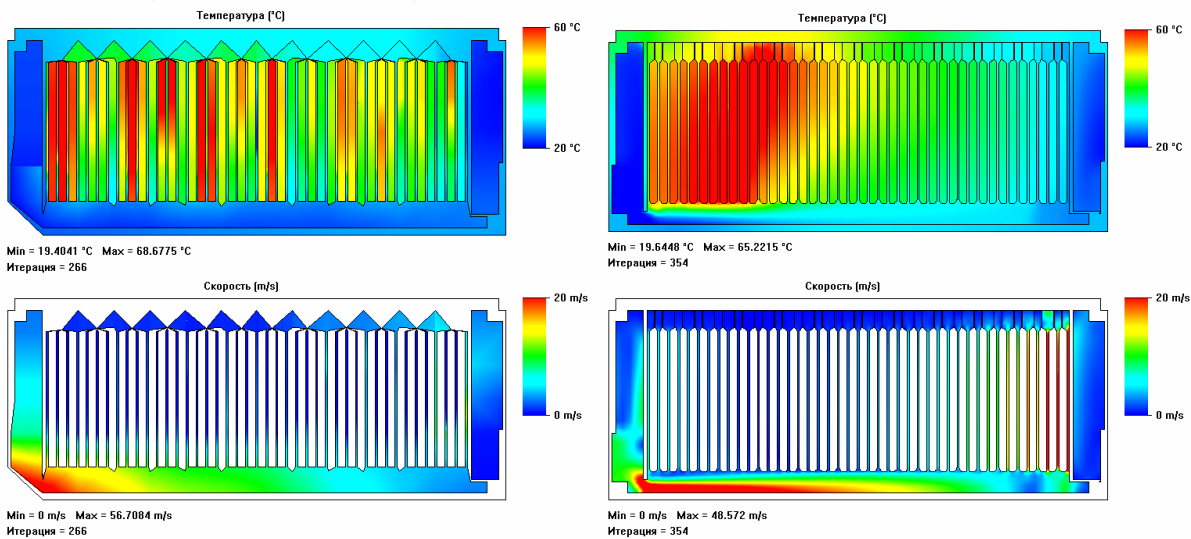 Температура (°C)
60 °C
20 °C
Min = 19.4041 °C Max = 68.6775 °C
Итерация = 266
Температура (°C)
60 °C
20 °C
Min = 19.6448 °C Max = 65.2215 °C
Итерация = 354
Скорость (m/s)
20 m/s
0 m/s
Min = 0 m/s Max = 56.7084 m/s
Итерация = 266
Скорость (m/s)
20 m/s
0 m/s
Min = 0 m/s Max = 48.572 m/s
Итерация = 354